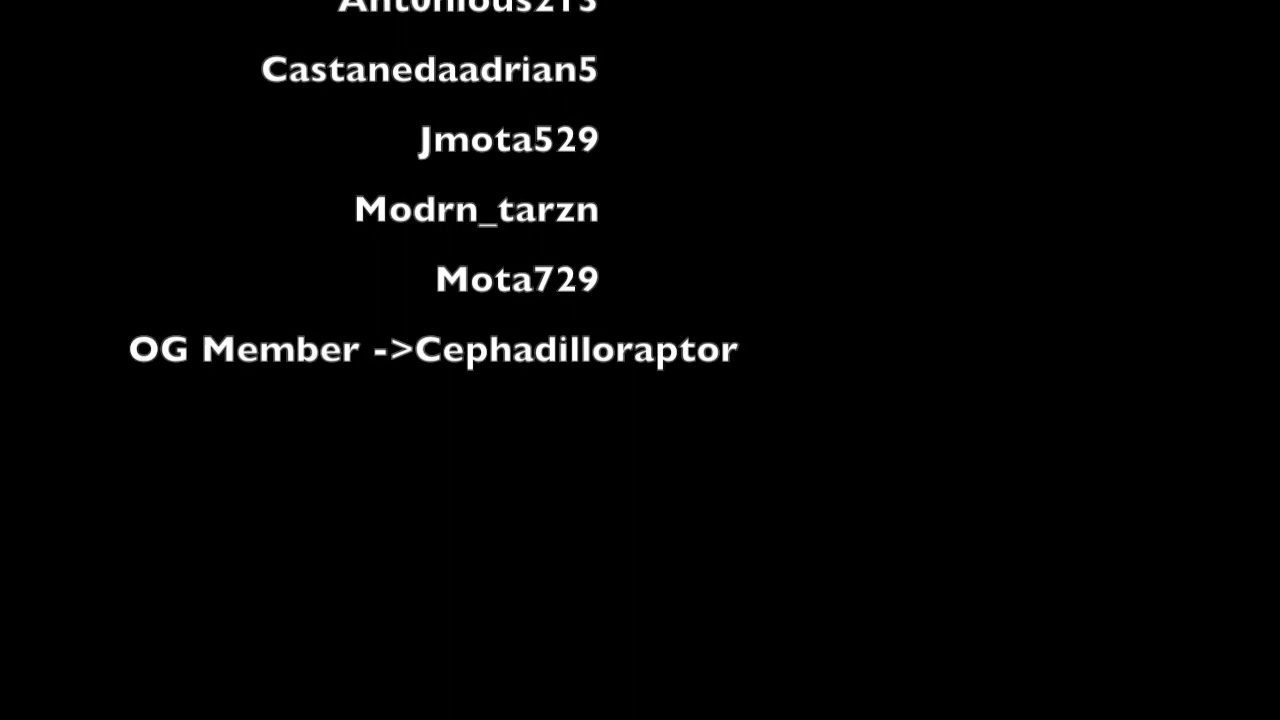 Castanedaadrian5
Jmota529
Modrn_tarzn
Mota729
OG Member ->Cephadilloraptor